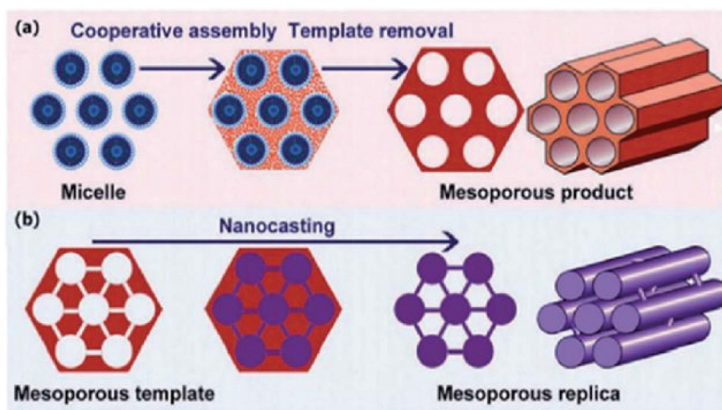 (a)
Cooperative assembly Template removal
Micelle
Mesoporous product
(b)
Nanocasting
Mesoporous template
Mesoporous replica